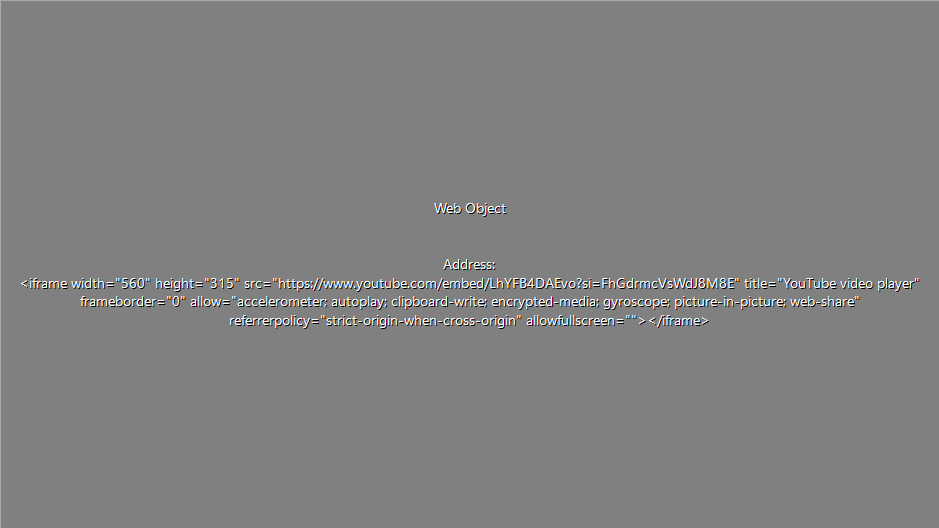 Web Object
Address:
<iframe width="560" height="315" src="https://www.youtube.com/embed/LhYFB4DAEvo?si=FhGdrmcVsWdJ8M8E" title="YouTube video player"
frameborder="0" allow="accelerometer; autoplay; clipboard-write; encrypted-media; gyroscope; picture-in-picture; web-share"
referrerpolicy="strict-origin-when-cross-origin" allowfullscreen=""></iframe>